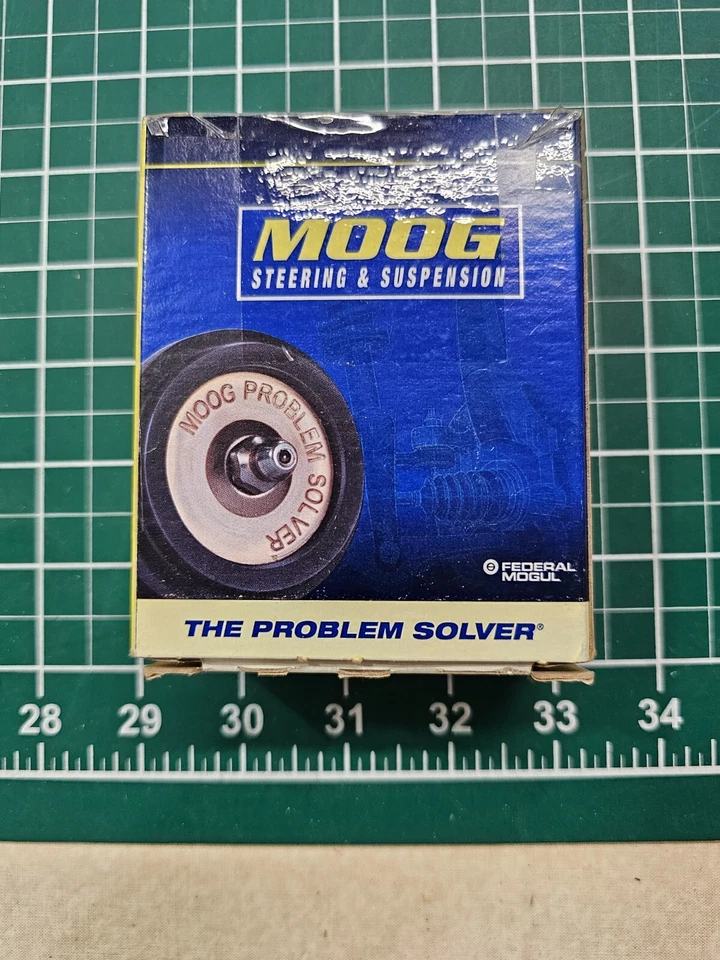 MOOG
STEERING & SUSPENSION
MOOG PROBLEM SOLVER
FEDERAL
MOGUL
THE PROBLEM SOLVER®
28 29 30 31 32 33 34